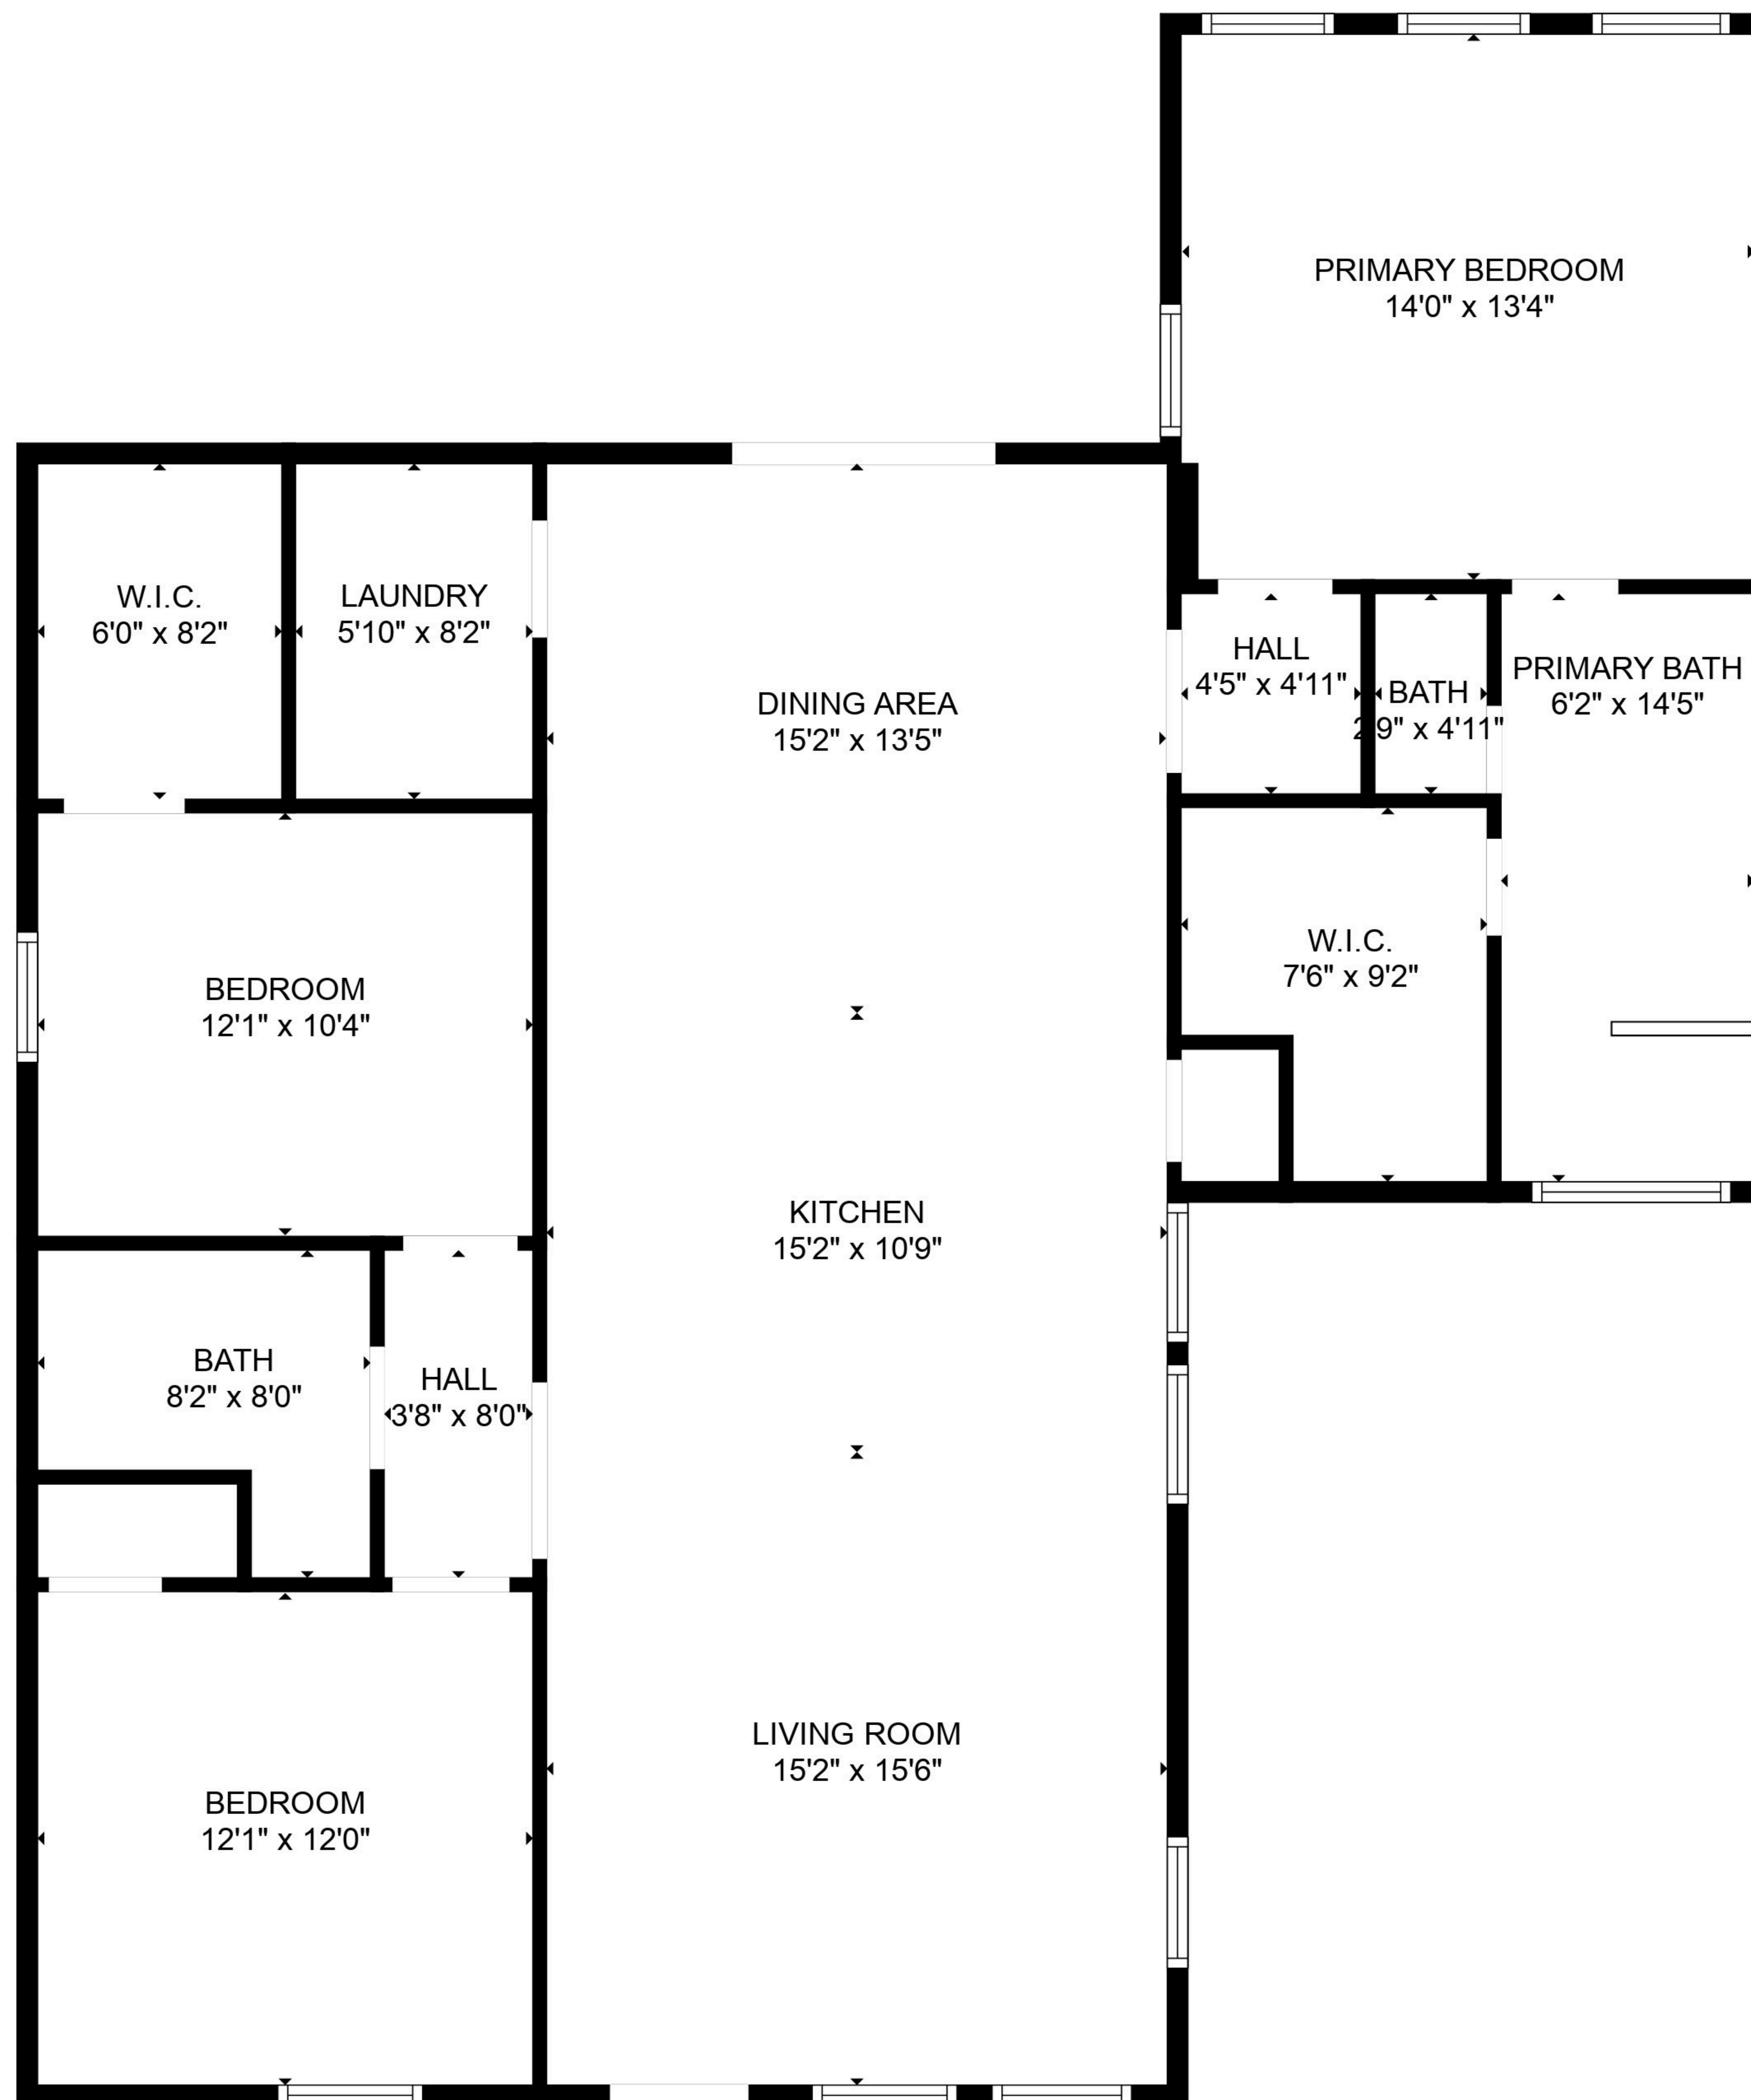 PRIMARY BEDROOM
14'0" x 13'4"
W.I.C.
6'0" x 8'2"
LAUNDRY
5'10" x 8'2"
DINING AREA
15'2" x 13'5"
HALL
4'5" x 4'11"
BATH
2'9" x 4'11"
PRIMARY BATH
6'2" x 14'5"
W.I.C.
7'6" x 9'2"
BEDROOM
12'1" x 10'4"
KITCHEN
15'2" x 10'9"
BATH
8'2" x 8'0"
HALL
3'8" x 8'0"
LIVING ROOM
15'2" x 15'6"
BEDROOM
12'1" x 12'0"